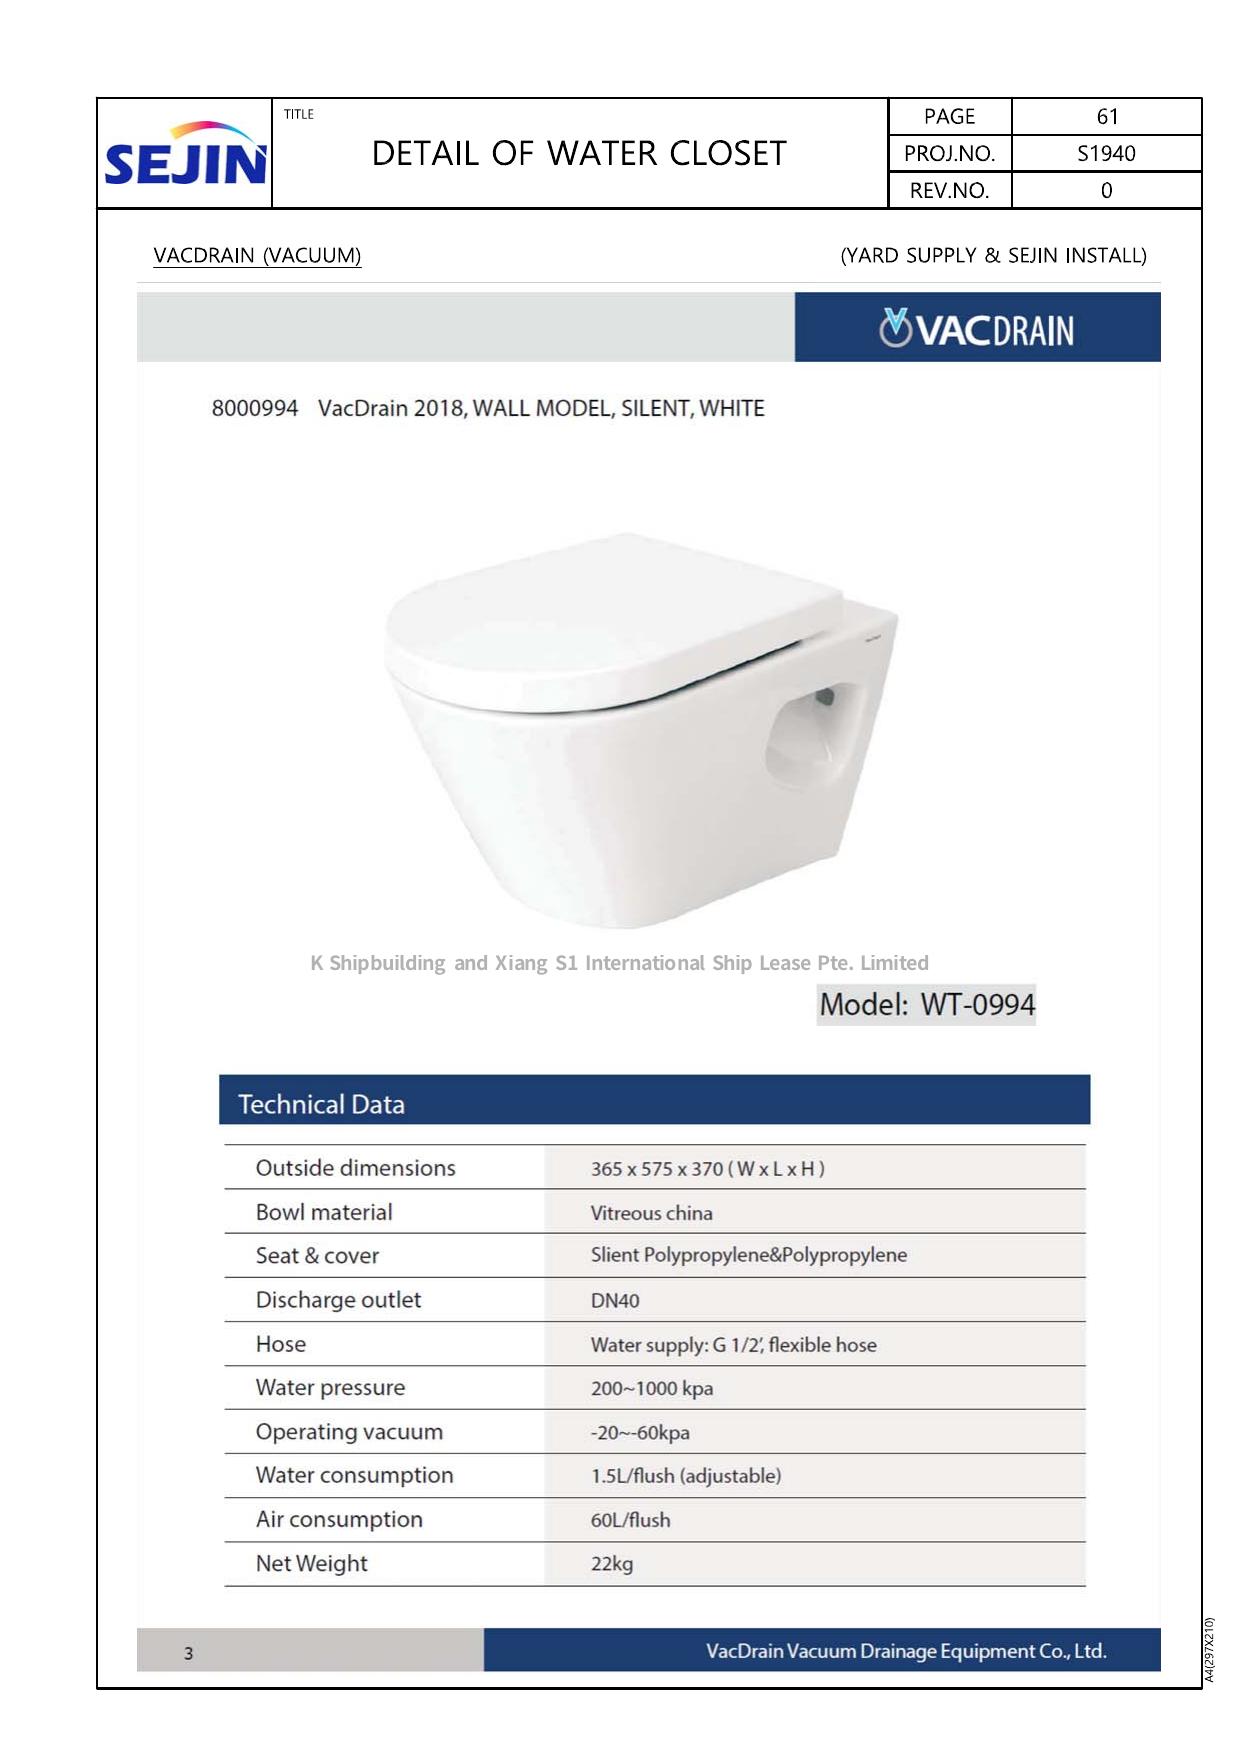 SEJIN
TITLE
DETAIL OF WATER CLOSET
PAGE 61
PROJ.NO. S1940
REV.NO. 0
VACDRAIN (VACUUM) (YARD SUPPLY & SEJIN INSTALL)
VACDRAIN
8000994 VacDrain 2018, WALL MODEL, SILENT, WHITE
K Shipbuilding and Xiang S1 International Ship Lease Pte. Limited
Model: WT-0994
Technical Data
Outside dimensions 365 x 575 x 370 ( W x L x H )
Bowl material Vitreous china
Seat & cover Slient Polypropylene&Polypropylene
Discharge outlet DN40
Hose Water supply: G 1/2', flexible hose
Water pressure 200~1000 kpa
Operating vacuum -20~-60kpa
Water consumption 1.5L/flush (adjustable)
Air consumption 60L/flush
Net Weight 22kg
3 VacDrain Vacuum Drainage Equipment Co., Ltd.
A4(297X210)